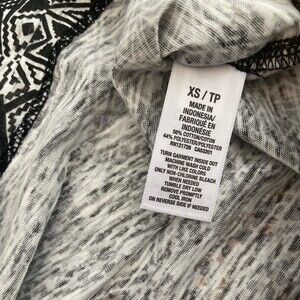 XS / TP
MADE IN
INDONESIA/
FABRIQUÉ EN
INDONÉSIE
56% COTTON/COTON
44% POLYESTER/POLYESTER
TURN GARMENT INSIDE OUT
MACHINE WASH COLD
WITH LIKE COLORS
ONLY NON-CHLORINE BLEACH
WHEN NEEDED
TUMBLE DRY LOW
REMOVE PROMPTLY
COOL IRON
ON REVERSE SIDE IF NEEDED